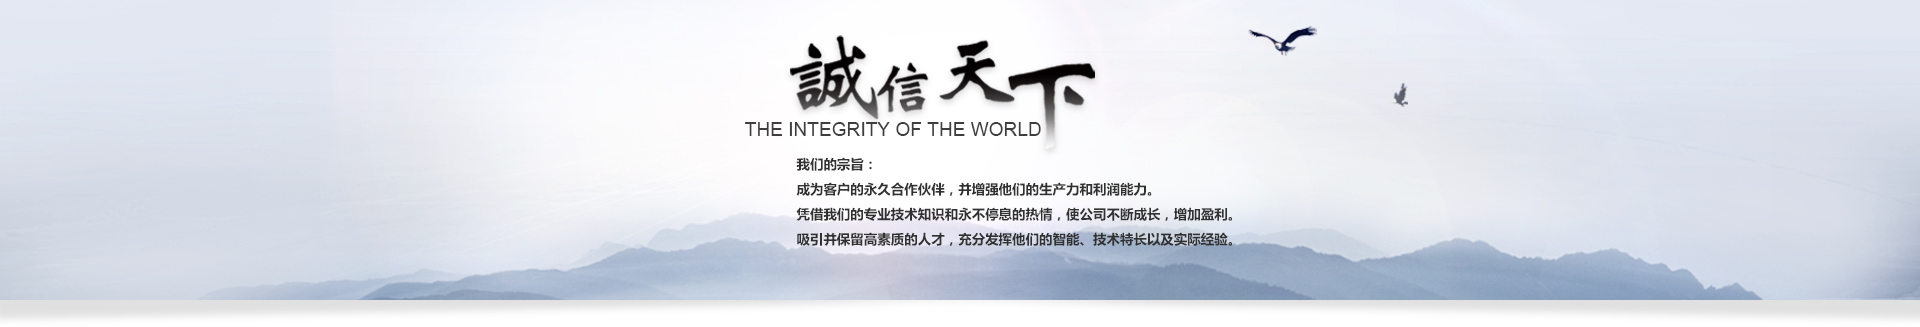 誠信天下
THE INTEGRITY OF THE WORLD
我们的宗旨：
成为客户的永久合作伙伴，并增强他们的生产力和利润能力。
凭借我们的专业技术知识和永不停息的热情，使公司不断成长，增加盈利。
吸引并保留高素质的人才，充分发挥他们的智能、技术特长以及实际经验。